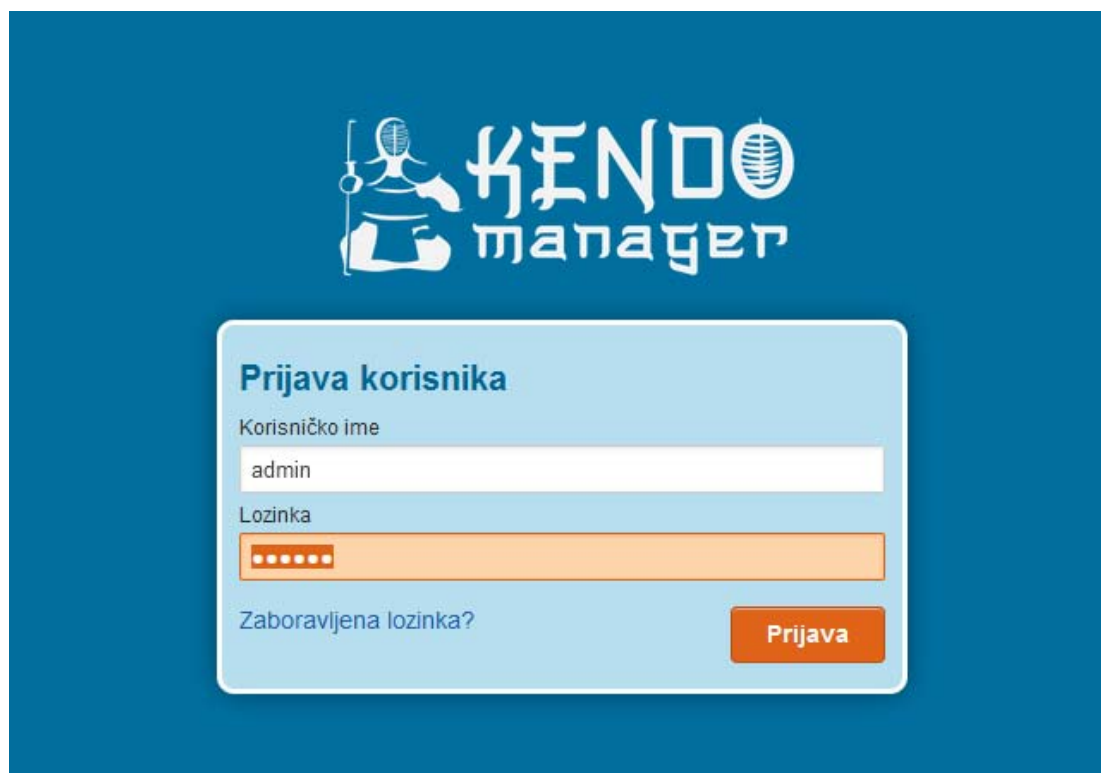 KENDO
manager
Prijava korisnika
Korisničko ime
admin
Lozinka
••••••
Zaboravljena lozinka?
Prijava